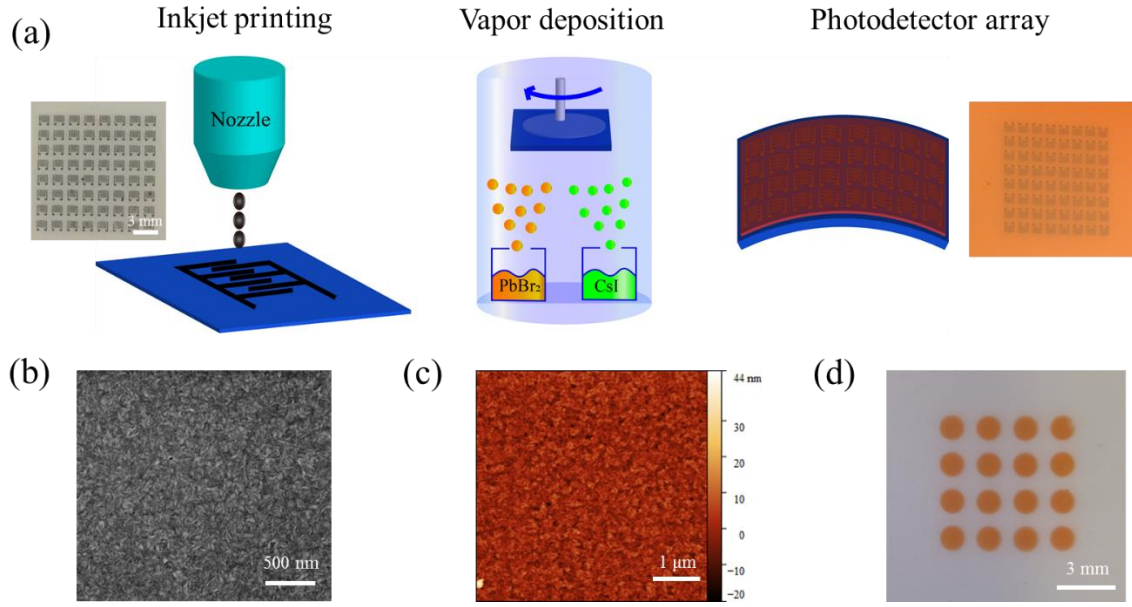 (a)
Inkjet printing
Vapor deposition
Photodetector array
Nozzle
3 mm
PbBr₂
CsI
(b)
500 nm
(c)
1 μm
44 nm
30
20
10
0
−10
−20
(d)
3 mm